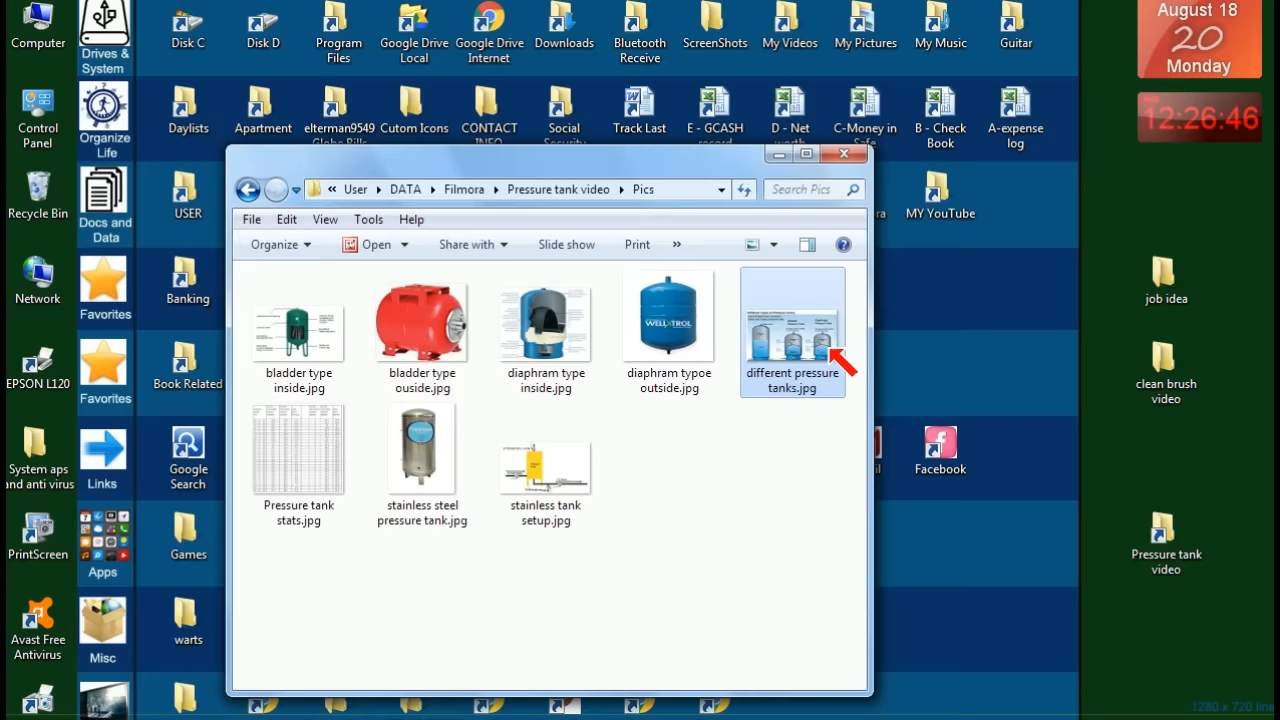 August 18
20
Monday
12:26:46
Computer
Control
Panel
Recycle Bin
Network
EPSON L120
System aps
and anti virus
PrintScreen
Avast Free
Antivirus
Drives &
System
Organize
Life
Docs and
Data
Favorites
Favorites
Links
Apps
Misc
Disk C
Disk D
Program
Files
Google Drive
Local
Google Drive
Internet
Downloads
Bluetooth
Receive
ScreenShots
My Videos
My Pictures
My Music
Guitar
Daylists
Apartment
elterman9549
Cutom Icons
CONTACT
Social
Track Last
E - GCASH
D - Net
C-Money in
B - Check
Book
A-expense
log
USER
MY YouTube
Banking
Book Related
Google
Search
Facebook
Games
warts
job idea
clean brush
video
Pressure tank
video
« User DATA Filmora Pressure tank video Pics
Search Pics
File Edit View Tools Help
Organize Open Share with Slide show Print »
bladder type
inside.jpg
bladder type
ouside.jpg
diaphram type
inside.jpg
WELLXTROL
diaphram typoe
outside.jpg
different pressure
tanks.jpg
Pressure tank
stats.jpg
stainless steel
pressure tank.jpg
stainless tank
setup.jpg
1280 x 720 line